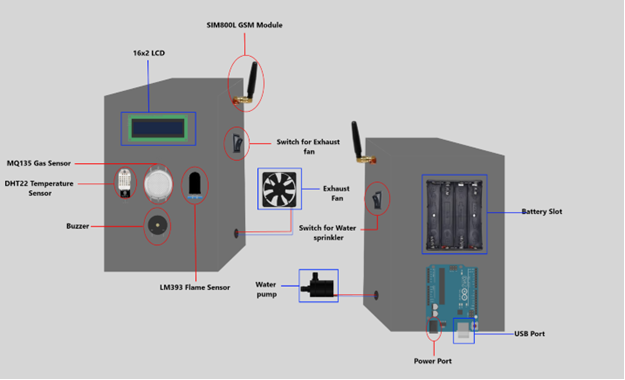 SIM800L GSM Module
16x2 LCD
Switch for Exhaust
fan
MQ135 Gas Sensor
DHT22 Temperature
Sensor
Exhaust
Fan
Battery Slot
Buzzer
Switch for Water
sprinkler
LM393 Flame Sensor
Water
pump
USB Port
Power Port